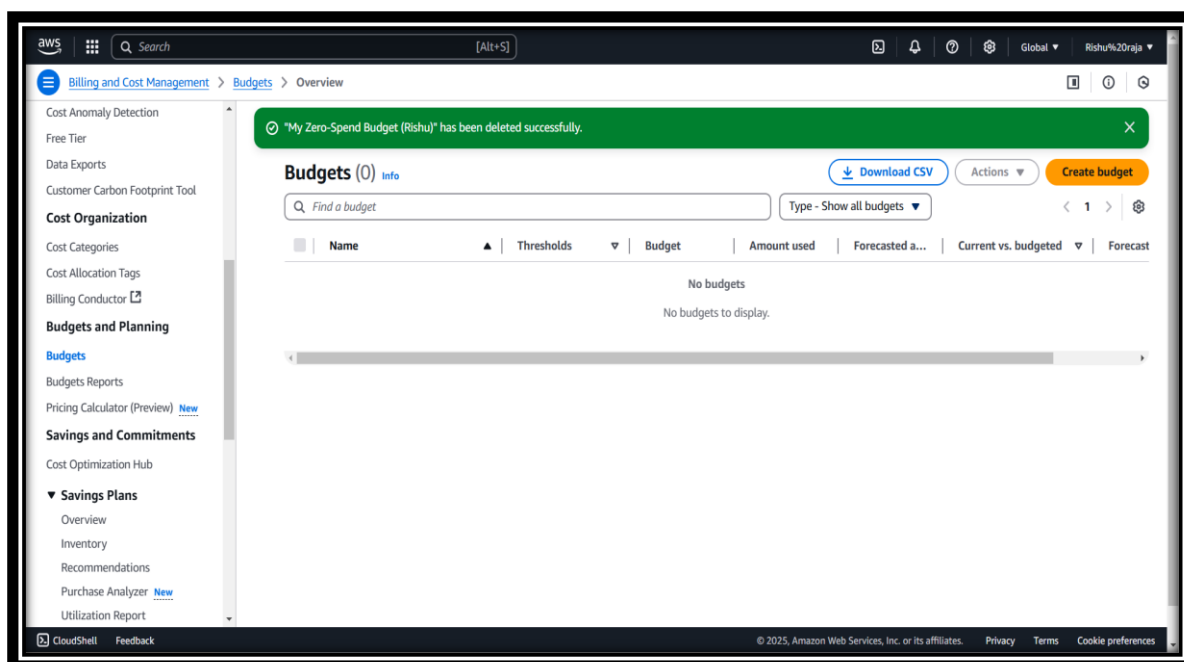 aws Search [Alt+S] Global Rishu%20raja
Billing and Cost Management > Budgets > Overview
Cost Anomaly Detection
Free Tier
Data Exports
Customer Carbon Footprint Tool
Cost Organization
Cost Categories
Cost Allocation Tags
Billing Conductor
Budgets and Planning
Budgets
Budgets Reports
Pricing Calculator (Preview) New
Savings and Commitments
Cost Optimization Hub
Savings Plans
Overview
Inventory
Recommendations
Purchase Analyzer New
Utilization Report
"My Zero-Spend Budget (Rishu)" has been deleted successfully.
Budgets (0) Info Download CSV Actions Create budget
Find a budget Type - Show all budgets < 1 >
Name Thresholds Budget Amount used Forecasted a... Current vs. budgeted Forecast
No budgets
No budgets to display.
CloudShell Feedback © 2025, Amazon Web Services, Inc. or its affiliates. Privacy Terms Cookie preferences